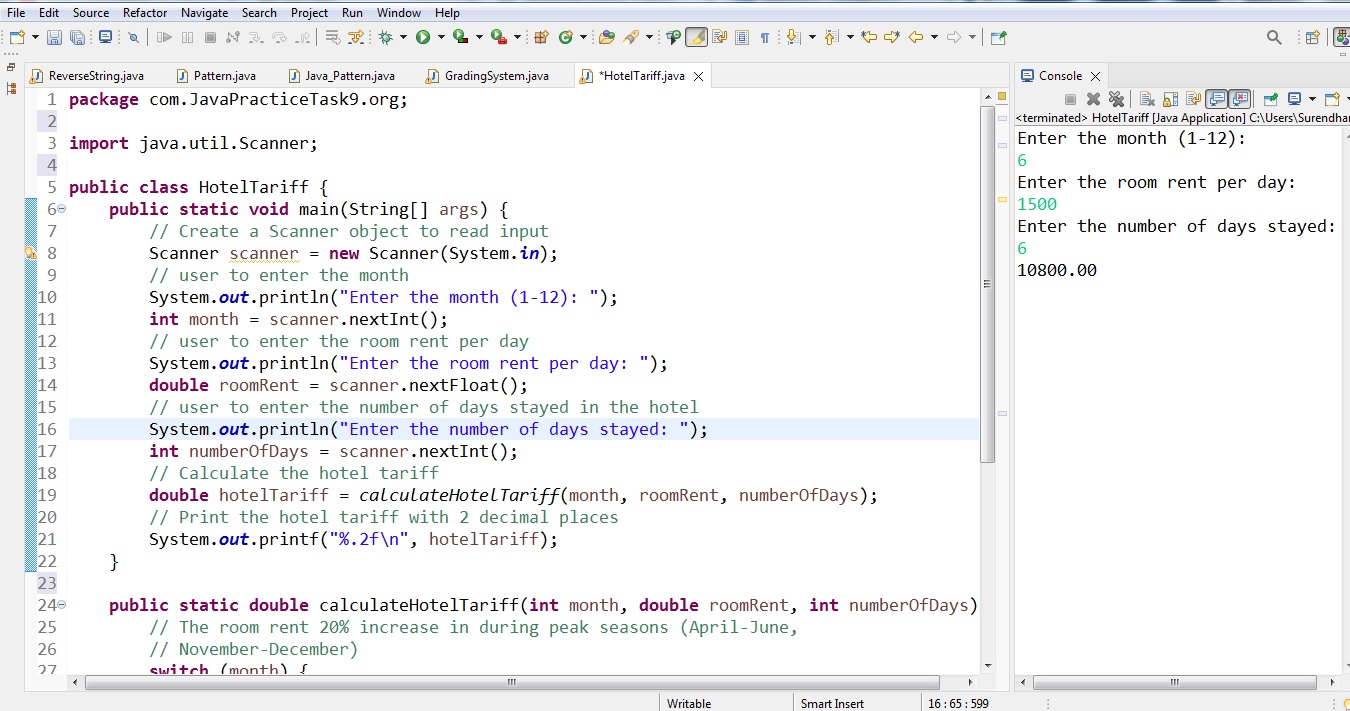 File Edit Source Refactor Navigate Search Project Run Window Help
ReverseString.java Pattern.java Java_Pattern.java GradingSystem.java *HotelTariff.java
1 package com.JavaPracticeTask9.org;
2
3 import java.util.Scanner;
4
5 public class HotelTariff {
6 public static void main(String[] args) {
7 // Create a Scanner object to read input
8 Scanner scanner = new Scanner(System.in);
9 // user to enter the month
10 System.out.println("Enter the month (1-12): ");
11 int month = scanner.nextInt();
12 // user to enter the room rent per day
13 System.out.println("Enter the room rent per day: ");
14 double roomRent = scanner.nextFloat();
15 // user to enter the number of days stayed in the hotel
16 System.out.println("Enter the number of days stayed: ");
17 int numberOfDays = scanner.nextInt();
18 // Calculate the hotel tariff
19 double hotelTariff = calculateHotelTariff(month, roomRent, numberOfDays);
20 // Print the hotel tariff with 2 decimal places
21 System.out.printf("%.2f\n", hotelTariff);
22 }
23
24 public static double calculateHotelTariff(int month, double roomRent, int numberOfDays)
25 // The room rent 20% increase in during peak seasons (April-June,
26 // November-December)
27 switch (month) {
Console
<terminated> HotelTariff [Java Application] C:\Users\Surendhar
Enter the month (1-12):
6
Enter the room rent per day:
1500
Enter the number of days stayed:
6
10800.00
Writable Smart Insert 16 : 65 : 599